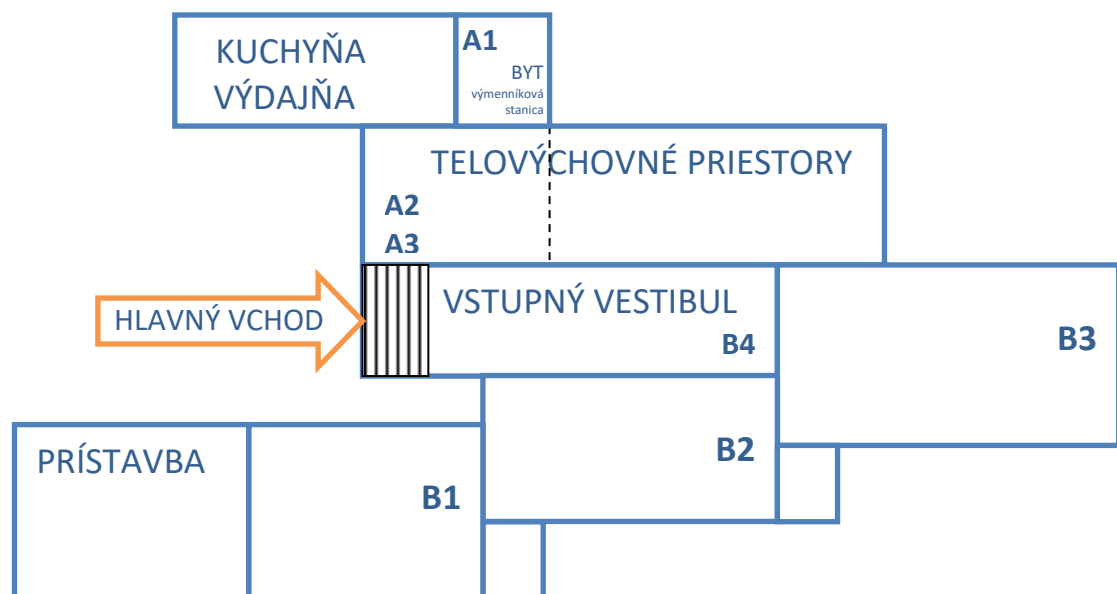 KUCHYŇA
VÝDAJŇA
A1
BYT
výmenníková
stanica
TELOVÝCHOVNÉ PRIESTORY
A2
A3
HLAVNÝ VCHOD
VSTUPNÝ VESTIBUL
B4
B3
B2
PRÍSTAVBA
B1